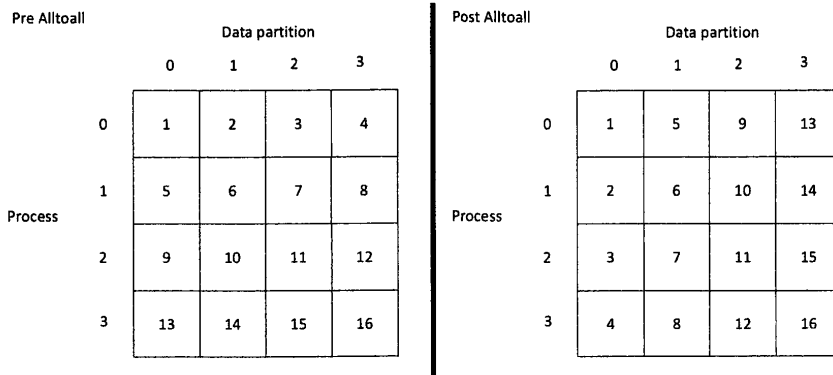 Pre Alltoall
Data partition
0 1 2 3
0 1 2 3 4
1 5 6 7 8
Process
2 9 10 11 12
3 13 14 15 16
Post Alltoall
Data partition
0 1 2 3
0 1 5 9 13
1 2 6 10 14
Process
2 3 7 11 15
3 4 8 12 16